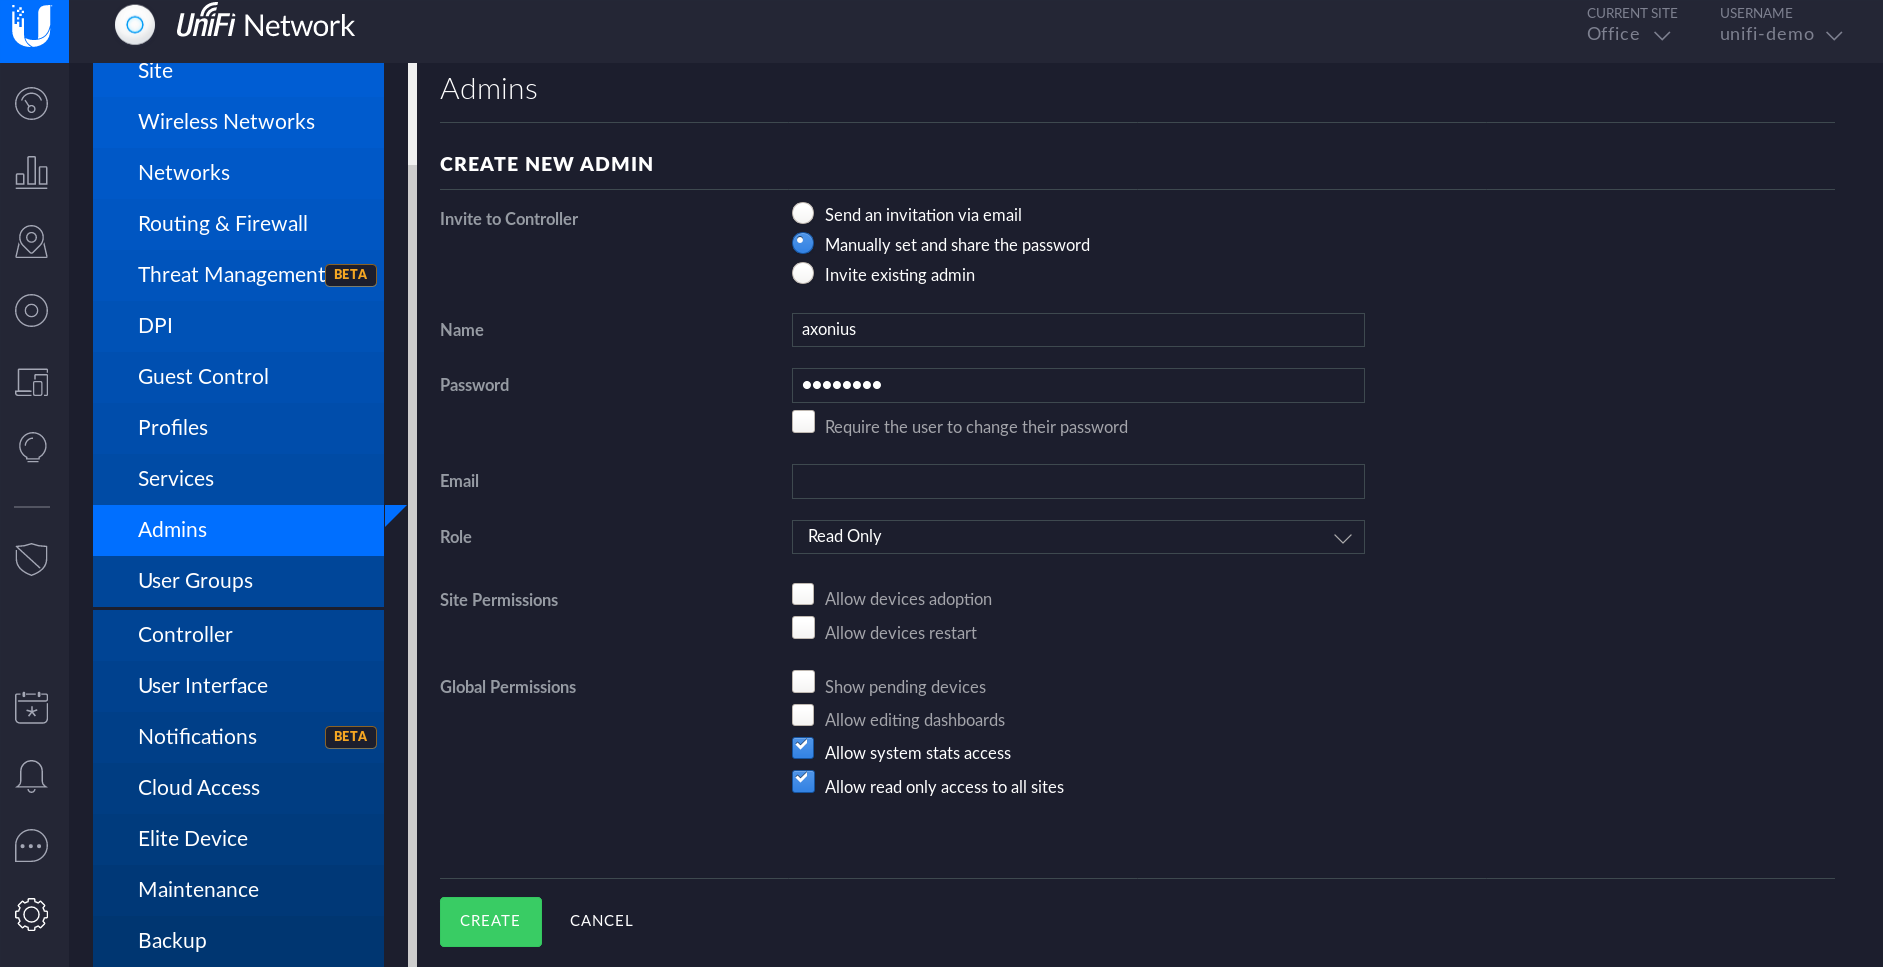 UniFi Network
CURRENT SITE
Office
USERNAME
unifi-demo
Site
Wireless Networks
Networks
Routing & Firewall
Threat Management BETA
DPI
Guest Control
Profiles
Services
Admins
User Groups
Controller
User Interface
Notifications BETA
Cloud Access
Elite Device
Maintenance
Backup
Admins
CREATE NEW ADMIN
Invite to Controller
Send an invitation via email
Manually set and share the password
Invite existing admin
Name
axonius
Password
••••••••
Require the user to change their password
Email
Role
Read Only
Site Permissions
Allow devices adoption
Allow devices restart
Global Permissions
Show pending devices
Allow editing dashboards
Allow system stats access
Allow read only access to all sites
CREATE
CANCEL